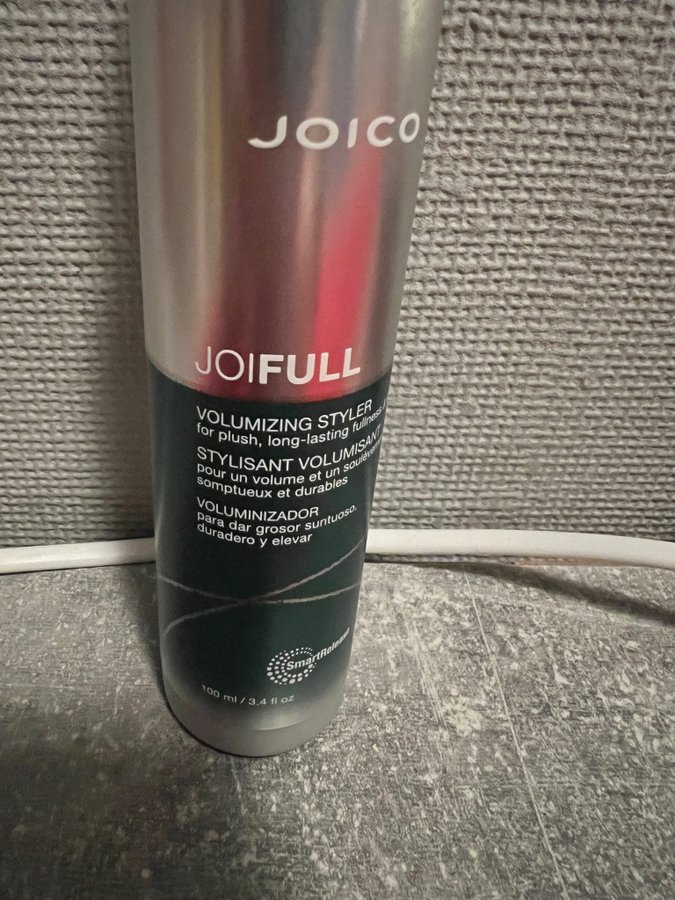 JOICO
JOIFULL
VOLUMIZING STYLER
for plush, long-lasting fullness
STYLISANT VOLUMISANT
pour un volume et un
somptueux et durables
VOLUMINIZADOR
para dar grosor suntuoso,
duradero y elevar
SmartRelease
100 ml / 3.4 fl oz